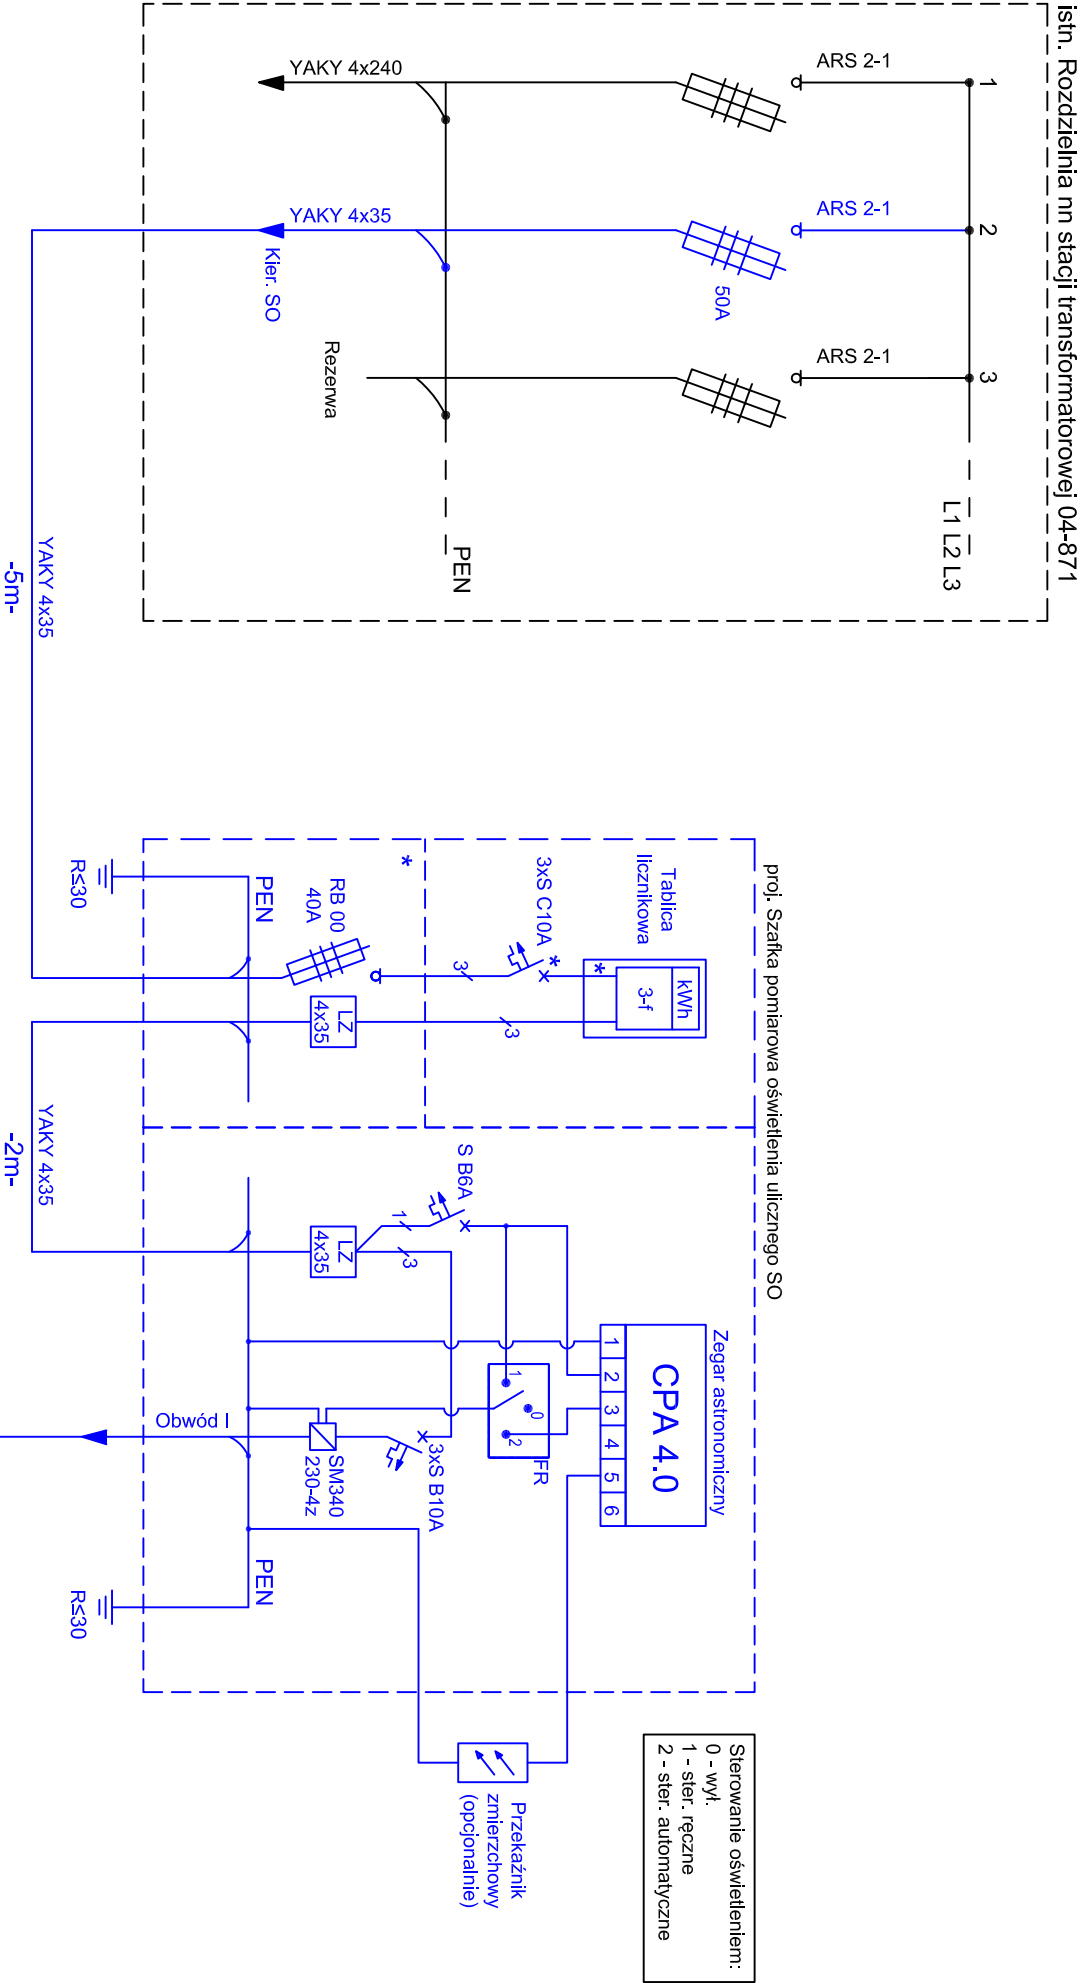 istn. Rozdzielnia nn stacji transformatorowej 04-871
1
2
3
ARS 2-1
ARS 2-1
ARS 2-1
L1 L2 L3
50A
YAKY 4x240
YAKY 4x35
Kier. SO
Rezerwa
PEN
YAKY 4x35
-5m-
proj. Szafka pomiarowa oświetlenia ulicznego SO
Tablica
licznikowa
kWh
3-f
*
3xS C10A
*
3
3
*
RB 00
40A
LZ
4x35
PEN
R≤30
YAKY 4x35
-2m-
S B6A
1
3
LZ
4x35
Zegar astronomiczny
CPA 4.0
1
2
3
4
5
6
1
0
2
FR
3xS B10A
SM340
230-4z
Obwód I
PEN
R≤30
Przekaźnik
zmierzchowy
(opcjonalnie)
Sterowanie oświetleniem:
0 - wył.
1 - ster. ręczne
2 - ster. automatyczne